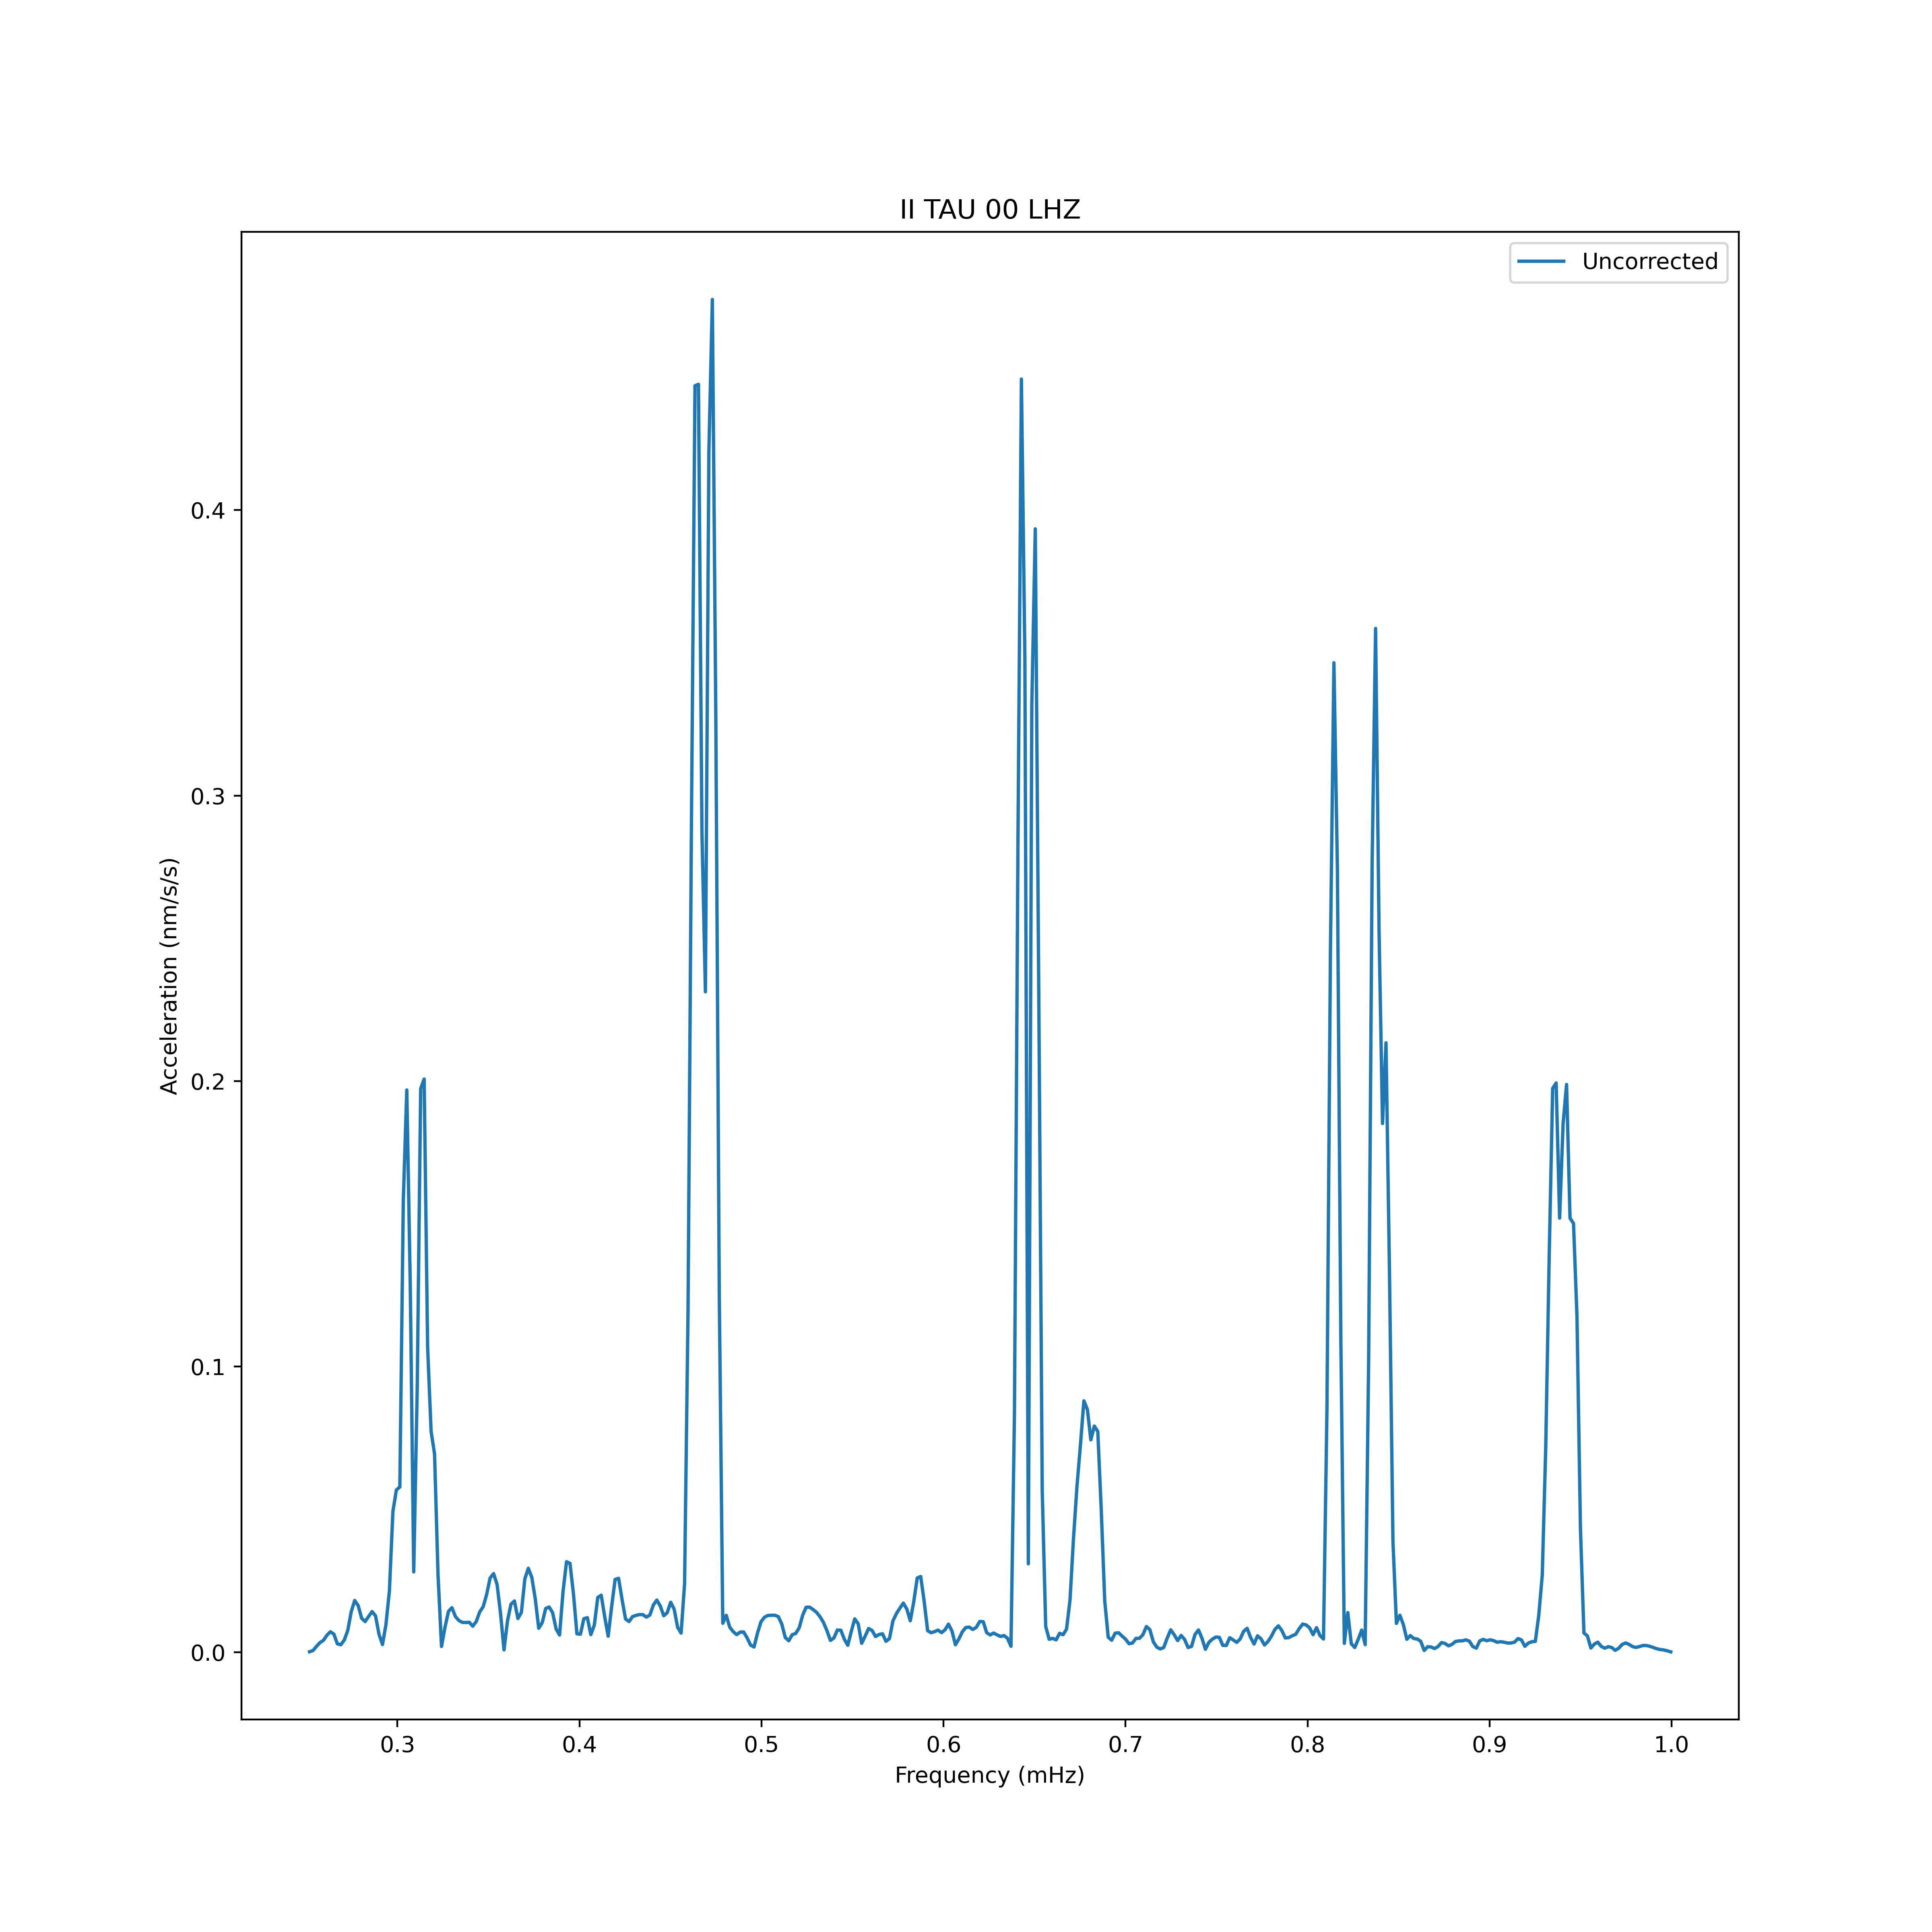 II TAU 00 LHZ
Uncorrected
Acceleration (nm/s/s)
0.4
0.3
0.2
0.1
0.0
0.3 0.4 0.5 0.6 0.7 0.8 0.9 1.0
Frequency (mHz)